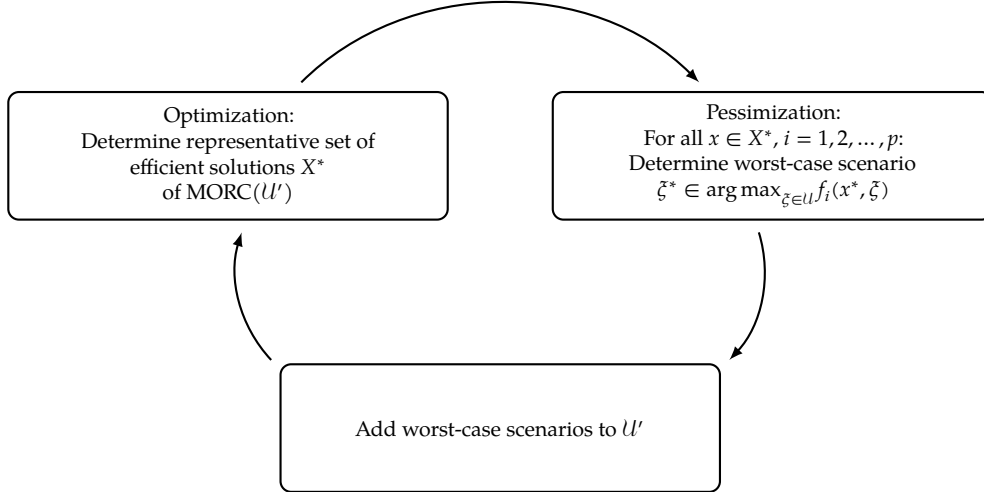 Optimization:
Determine representative set of
efficient solutions X*
of MORC(𝒰′)
Pessimization:
For all x ∈ X*, i = 1, 2, ..., p:
Determine worst-case scenario
ξ* ∈ arg max_{ξ∈𝒰} f_i(x*, ξ)
Add worst-case scenarios to 𝒰′